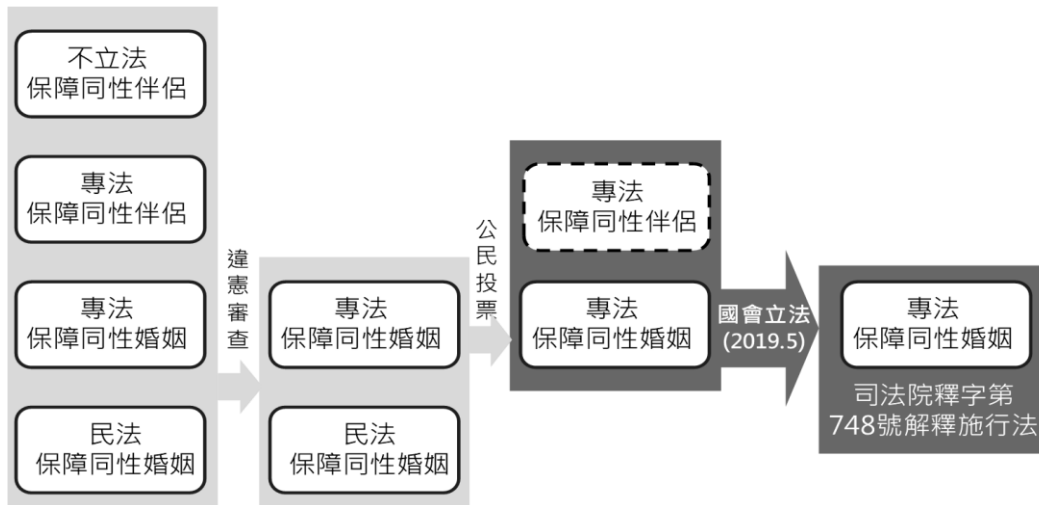 不立法
保障同性伴侶
專法
保障同性伴侶
專法
保障同性婚姻
民法
保障同性婚姻
違憲審查
專法
保障同性婚姻
民法
保障同性婚姻
公民投票
專法
保障同性伴侶
專法
保障同性婚姻
國會立法
(2019.5)
專法
保障同性婚姻
司法院釋字第
748號解釋施行法